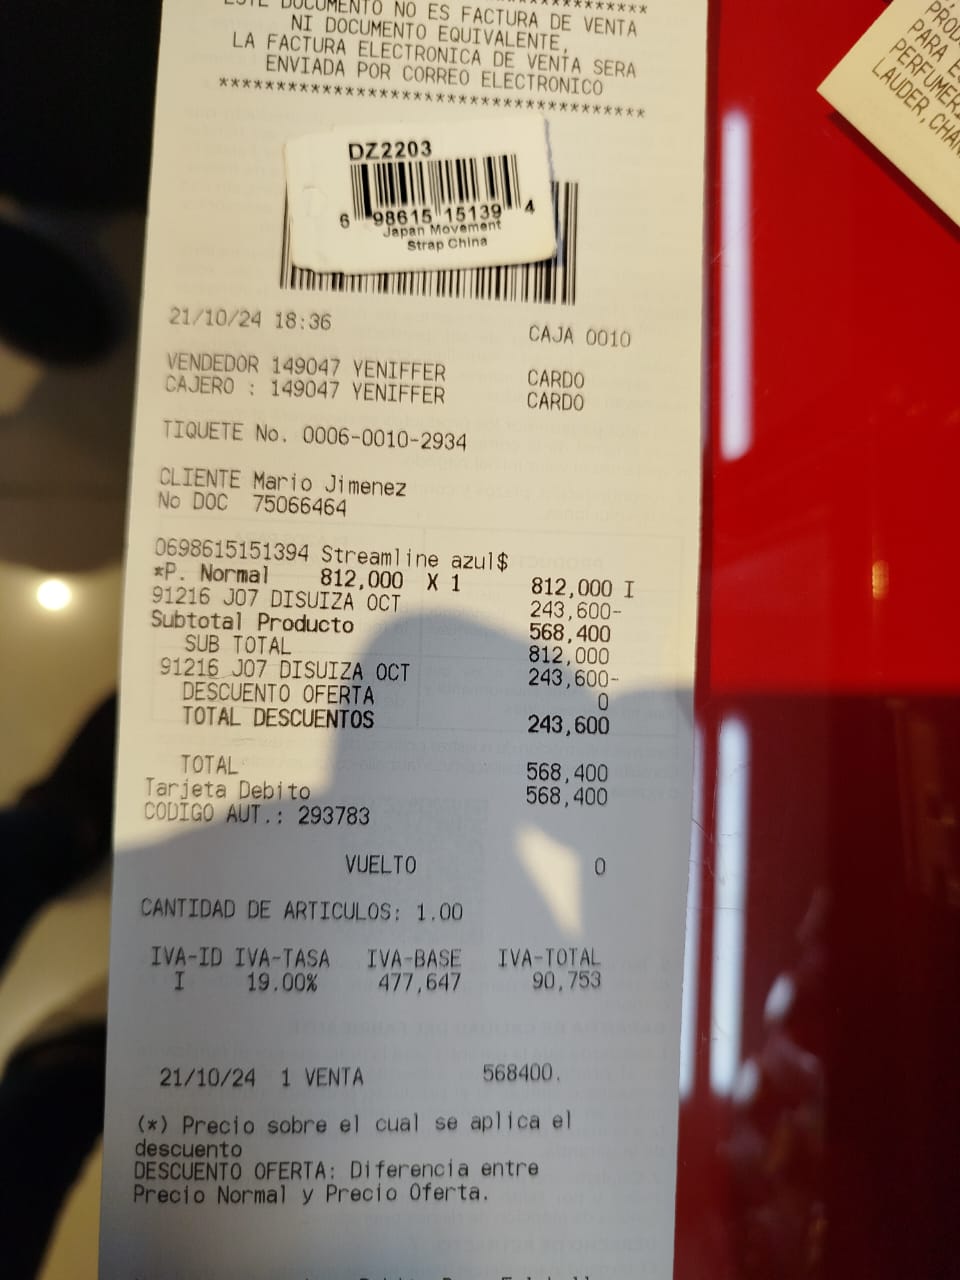 ESTE DOCUMENTO NO ES FACTURA DE VENTA
NI DOCUMENTO EQUIVALENTE,
LA FACTURA ELECTRONICA DE VENTA SERA
ENVIADA POR CORREO ELECTRONICO
****************************************
DZ2203
6 98615 15139 4
Japan Movement
Strap China
21/10/24 18:36 CAJA 0010
VENDEDOR 149047 YENIFFER CARDO
CAJERO : 149047 YENIFFER CARDO
TIQUETE No. 0006-0010-2934
CLIENTE Mario Jimenez
No DOC 75066464
0698615151394 Streamline azul$
*P. Normal 812,000 X 1 812,000 I
91216 J07 DISUIZA OCT 243,600-
Subtotal Producto 568,400
SUB TOTAL 812,000
91216 J07 DISUIZA OCT 243,600-
DESCUENTO OFERTA 0
TOTAL DESCUENTOS 243,600
TOTAL 568,400
Tarjeta Debito 568,400
CODIGO AUT.: 293783
VUELTO 0
CANTIDAD DE ARTICULOS: 1.00
IVA-ID IVA-TASA IVA-BASE IVA-TOTAL
I 19.00% 477,647 90,753
21/10/24 1 VENTA 568400.
(*) Precio sobre el cual se aplica el
descuento
DESCUENTO OFERTA: Diferencia entre
Precio Normal y Precio Oferta.
PARA
LAUDER,